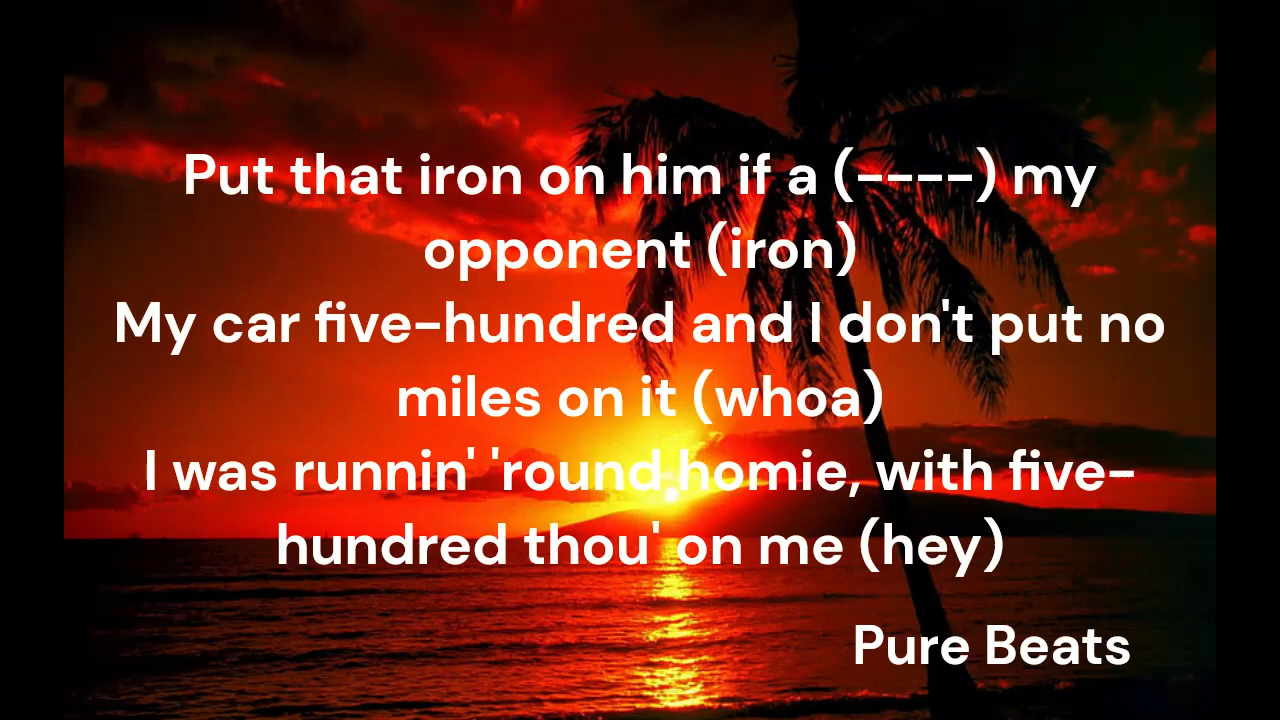 Put that iron on him if a (----) my
opponent (iron)
My car five-hundred and I don't put no
miles on it (whoa)
I was runnin' 'round, homie, with five-
hundred thou' on me (hey)
Pure Beats